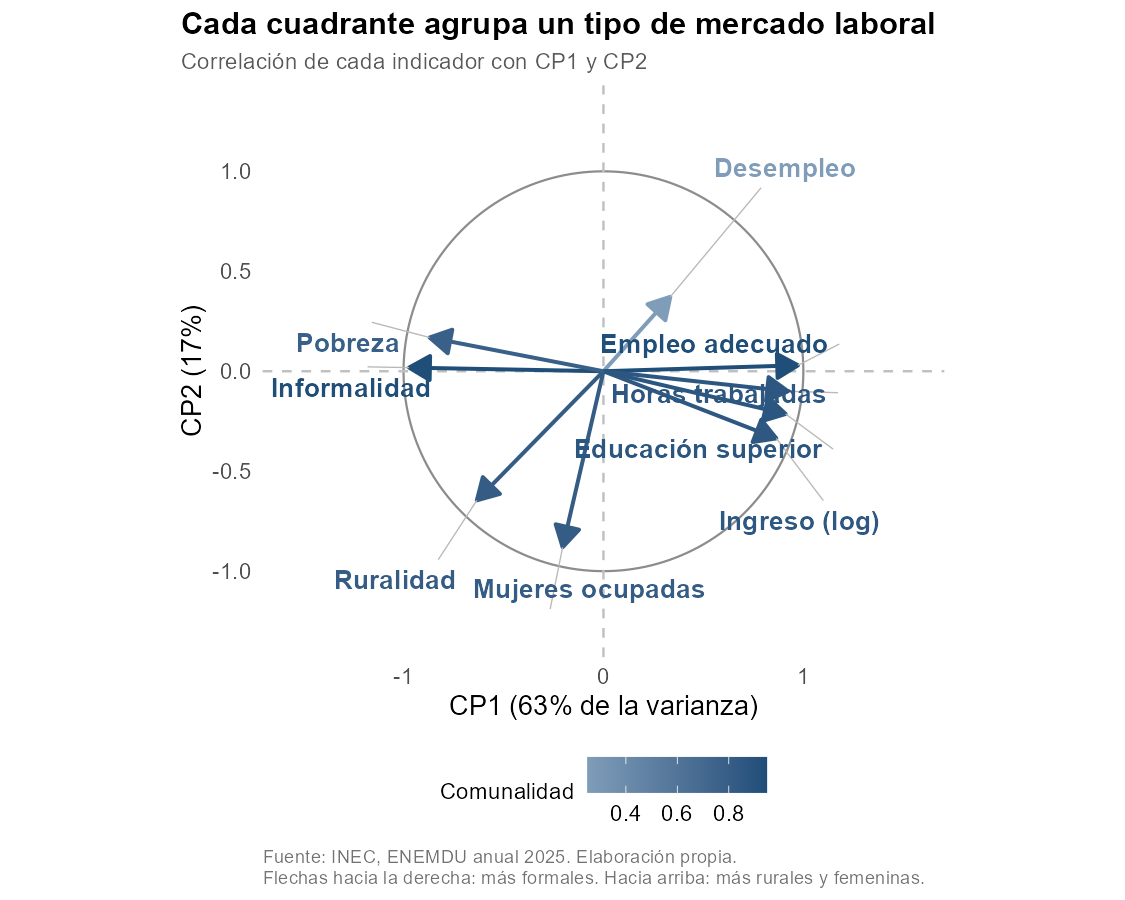 Cada cuadrante agrupa un tipo de mercado laboral
Correlación de cada indicador con CP1 y CP2
Desempleo
1.0
0.5
Pobreza
Empleo adecuado
0.0
Informalidad
Horas trabajadas
Educación superior
-0.5
Ingreso (log)
-1.0
Ruralidad
Mujeres ocupadas
CP2 (17%)
-1 0 1
CP1 (63% de la varianza)
Comunalidad
0.4 0.6 0.8
Fuente: INEC, ENEMDU anual 2025. Elaboración propia.
Flechas hacia la derecha: más formales. Hacia arriba: más rurales y femeninas.